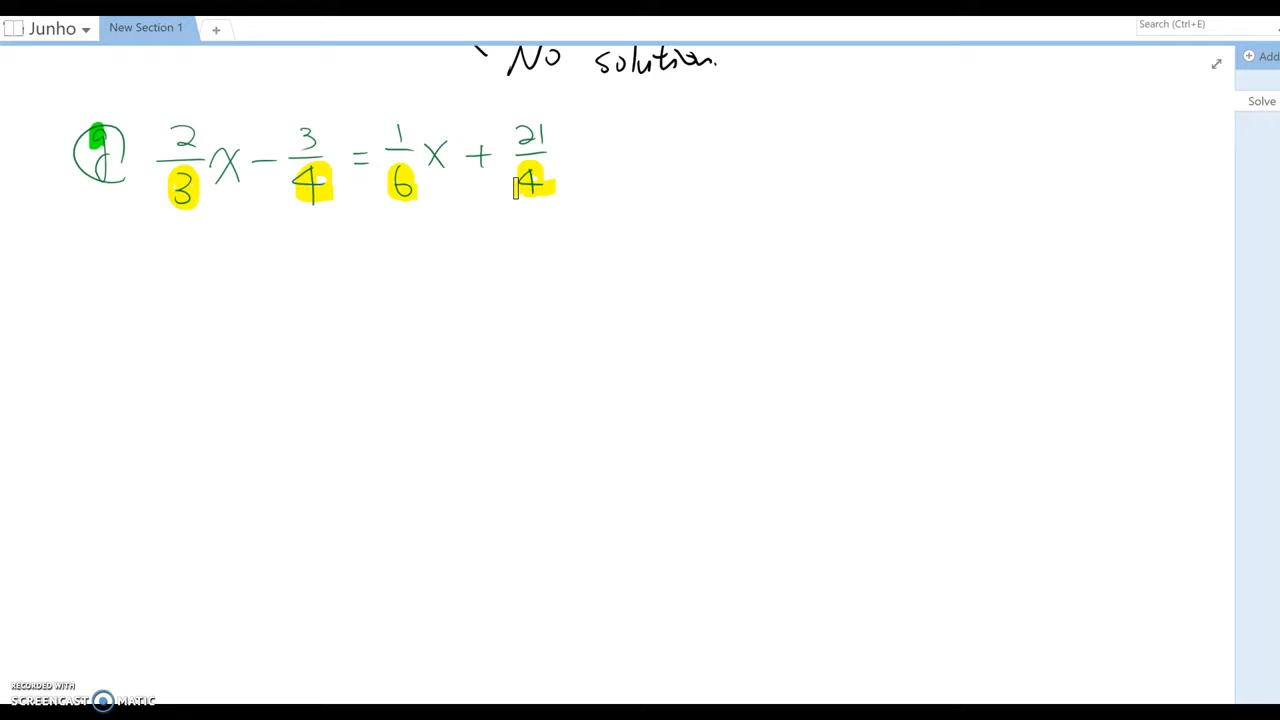 Junho
New Section 1
+
Search (Ctrl+E)
No solution.
Add
Solve
9 2/3 x - 3/4 = 1/6 x + 21/4
RECORDED WITH
SCREENCAST MATIC